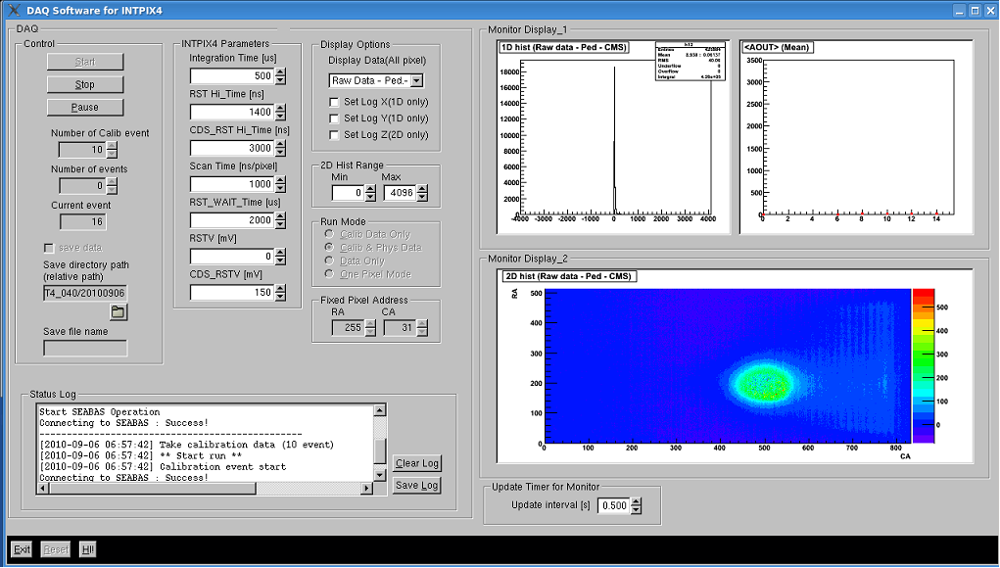 DAQ Software for INTPIX4
DAQ
Control
Start
Stop
Pause
Number of Calib event
10
Number of events
0
Current event
16
save data
Save directory path
(relative path)
T4_040/20100906
Save file name
INTPIX4 Parameters
Integration Time [us]
500
RST Hi_Time [ns]
1400
CDS_RST Hi_Time [ns]
3000
Scan Time [ns/pixel]
1000
RST_WAIT_Time [us]
2000
RSTV [mV]
0
CDS_RSTV [mV]
150
Display Options
Display Data(All pixel)
Raw Data - Ped.-
Set Log X(1D only)
Set Log Y(1D only)
Set Log Z(2D only)
2D Hist Range
Min Max
0 4096
Run Mode
Calib Data Only
Calib & Phys Data
Data Only
One Pixel Mode
Fixed Pixel Address
RA CA
255 31
Status Log
Start SEABAS Operation
Connecting to SEABAS : Success!
--------------------------------------------------
[2010-09-06 06:57:42] Take calibration data (10 event)
[2010-09-06 06:57:42] ** Start run **
[2010-09-06 06:57:42] Calibration event start
Connecting to SEABAS : Success!
Clear Log
Save Log
Monitor Display_1
1D hist (Raw data - Ped - CMS)
h13
Entries
Mean
RMS 40.06
Underflow 0
Overflow 0
Integral
18000
16000
14000
12000
10000
8000
6000
4000
2000
0
-4000 -3000 -2000 -1000 0 1000 2000 3000 4000
<AOUT> (Mean)
3500
3000
2500
2000
1500
1000
500
0
0 2 4 6 8 10 12 14
Monitor Display_2
2D hist (Raw data - Ped - CMS)
RA
500
400
300
200
100
0
0 100 200 300 400 500 600 700 800
CA
500
400
300
200
100
0
Update Timer for Monitor
Update interval [s] 0.500
Exit
Reset
HI!